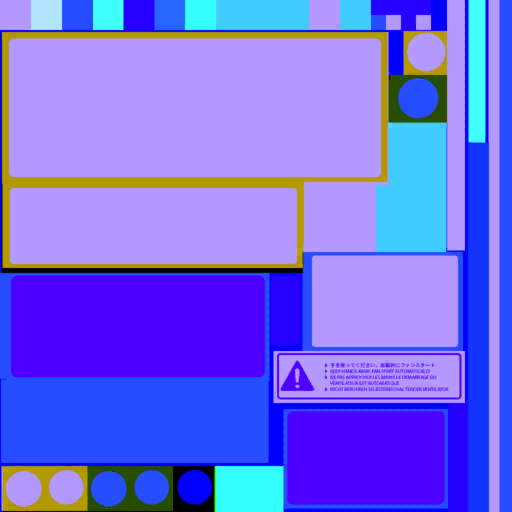 手を触ってください。自動的にファンスタート
KEEP HANDS AWAY. FAN START AUTOMATICALLY
NE PAS APPROCHER LES MAINS LE DEMARRAGE DU
VENTILATEUR EST AUTOMATIQUE
NICHT BERUHREN SELBSTEINSCHALTENDER VENTILATOR